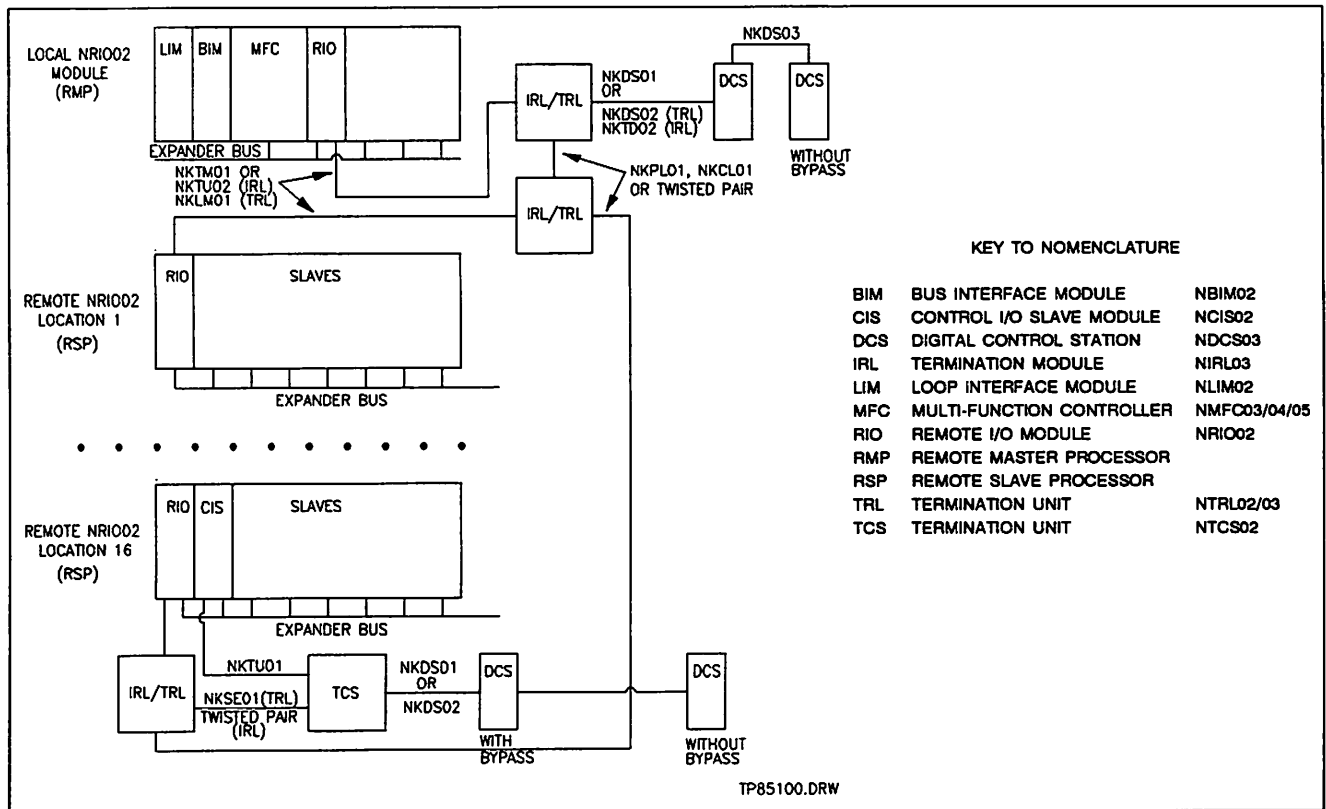 LOCAL NRIO02
MODULE
(RMP)
LIM BIM MFC RIO
EXPANDER BUS
NKTM01 OR
NKTU02 (IRL)
NKLM01 (TRL)
IRL/TRL
NKDS01
OR
NKDS02 (TRL)
NKTD02 (IRL)
NKDS03
DCS
DCS
WITHOUT
BYPASS
NKPL01, NKCL01
OR TWISTED PAIR
IRL/TRL
REMOTE NRIO02
LOCATION 1
(RSP)
RIO SLAVES
EXPANDER BUS
REMOTE NRIO02
LOCATION 16
(RSP)
RIO CIS SLAVES
EXPANDER BUS
IRL/TRL
NKTU01
NKSE01(TRL)
TWISTED PAIR
(IRL)
TCS
NKDS01
OR
NKDS02
DCS
WITH
BYPASS
DCS
WITHOUT
BYPASS
KEY TO NOMENCLATURE
BIM BUS INTERFACE MODULE NBIM02
CIS CONTROL I/O SLAVE MODULE NCIS02
DCS DIGITAL CONTROL STATION NDCS03
IRL TERMINATION MODULE NIRL03
LIM LOOP INTERFACE MODULE NLIM02
MFC MULTI-FUNCTION CONTROLLER NMFC03/04/05
RIO REMOTE I/O MODULE NRIO02
RMP REMOTE MASTER PROCESSOR
RSP REMOTE SLAVE PROCESSOR
TRL TERMINATION UNIT NTRL02/03
TCS TERMINATION UNIT NTCS02
TP85100.DRW